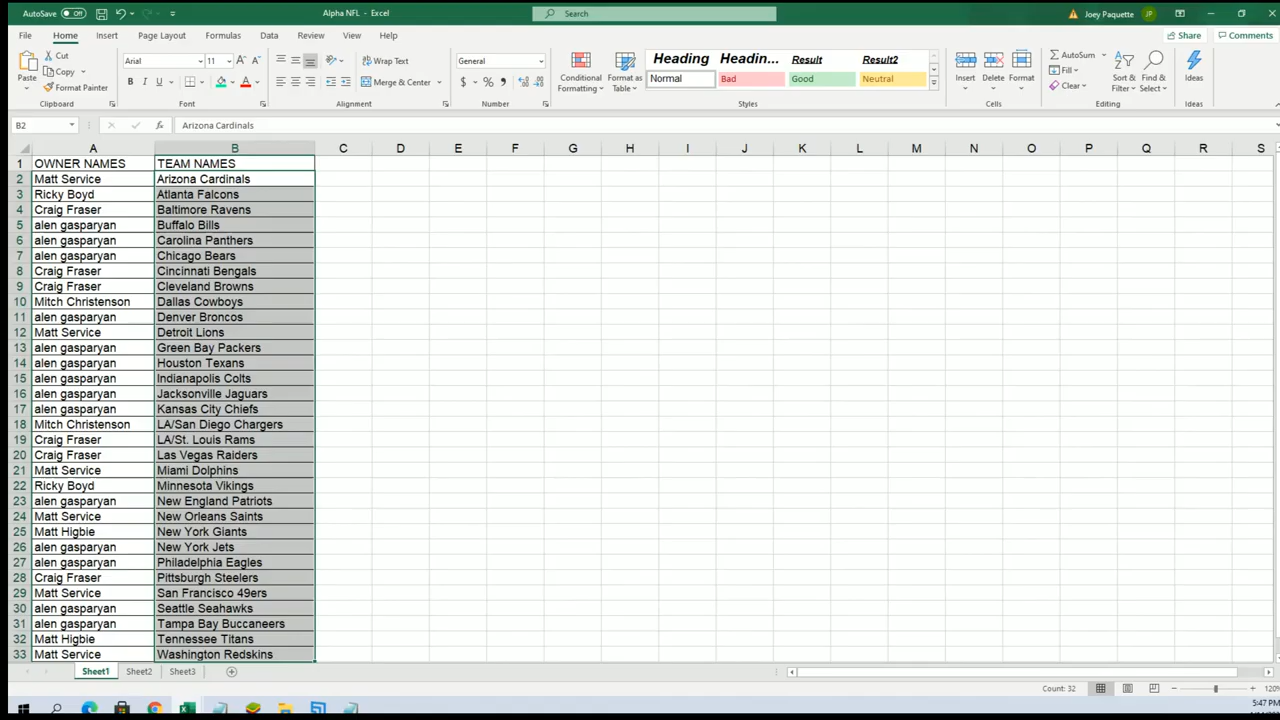 AutoSave Off Alpha NFL - Excel Search Joey Paquette JP
File Home Insert Page Layout Formulas Data Review View Help Share Comments
Paste Cut Copy Format Painter Clipboard
Arial 11 A A B I U A Font
ab Wrap Text Merge & Center Alignment
General $ % , Number
Conditional Formatting Format as Table
Heading Headin... Result Result2
Normal Bad Good Neutral
Styles
Insert Delete Format Cells
AutoSum Fill Clear Sort & Filter Find & Select Editing
Ideas Ideas
B2 fx Arizona Cardinals
A B C D E F G H I J K L M N O P Q R S
1 OWNER NAMES TEAM NAMES
2 Matt Service Arizona Cardinals
3 Ricky Boyd Atlanta Falcons
4 Craig Fraser Baltimore Ravens
5 alen gasparyan Buffalo Bills
6 alen gasparyan Carolina Panthers
7 alen gasparyan Chicago Bears
8 Craig Fraser Cincinnati Bengals
9 Craig Fraser Cleveland Browns
10 Mitch Christenson Dallas Cowboys
11 alen gasparyan Denver Broncos
12 Matt Service Detroit Lions
13 alen gasparyan Green Bay Packers
14 alen gasparyan Houston Texans
15 alen gasparyan Indianapolis Colts
16 alen gasparyan Jacksonville Jaguars
17 alen gasparyan Kansas City Chiefs
18 Mitch Christenson LA/San Diego Chargers
19 Craig Fraser LA/St. Louis Rams
20 Craig Fraser Las Vegas Raiders
21 Matt Service Miami Dolphins
22 Ricky Boyd Minnesota Vikings
23 alen gasparyan New England Patriots
24 Matt Service New Orleans Saints
25 Matt Higbie New York Giants
26 alen gasparyan New York Jets
27 alen gasparyan Philadelphia Eagles
28 Craig Fraser Pittsburgh Steelers
29 Matt Service San Francisco 49ers
30 alen gasparyan Seattle Seahawks
31 alen gasparyan Tampa Bay Buccaneers
32 Matt Higbie Tennessee Titans
33 Matt Service Washington Redskins
Sheet1 Sheet2 Sheet3
Count: 32 120%
5:47 PM